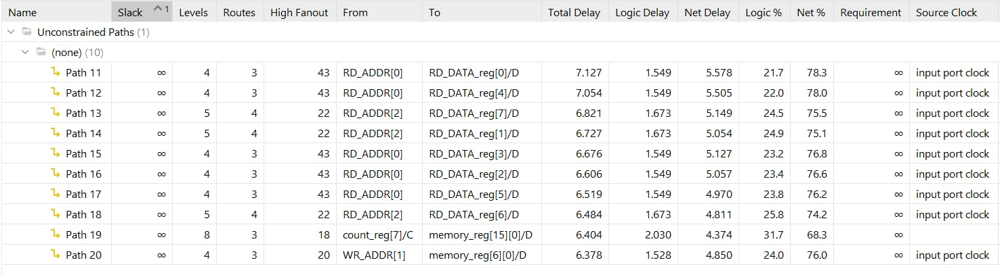 Name Slack 1 Levels Routes High Fanout From To Total Delay Logic Delay Net Delay Logic % Net % Requirement Source Clock
Unconstrained Paths (1)
(none) (10)
Path 11 ∞ 4 3 43 RD_ADDR[0] RD_DATA_reg[0]/D 7.127 1.549 5.578 21.7 78.3 ∞ input port clock
Path 12 ∞ 4 3 43 RD_ADDR[0] RD_DATA_reg[4]/D 7.054 1.549 5.505 22.0 78.0 ∞ input port clock
Path 13 ∞ 5 4 22 RD_ADDR[2] RD_DATA_reg[7]/D 6.821 1.673 5.149 24.5 75.5 ∞ input port clock
Path 14 ∞ 5 4 22 RD_ADDR[2] RD_DATA_reg[1]/D 6.727 1.673 5.054 24.9 75.1 ∞ input port clock
Path 15 ∞ 4 3 43 RD_ADDR[0] RD_DATA_reg[3]/D 6.676 1.549 5.127 23.2 76.8 ∞ input port clock
Path 16 ∞ 4 3 43 RD_ADDR[0] RD_DATA_reg[2]/D 6.606 1.549 5.057 23.4 76.6 ∞ input port clock
Path 17 ∞ 4 3 43 RD_ADDR[0] RD_DATA_reg[5]/D 6.519 1.549 4.970 23.8 76.2 ∞ input port clock
Path 18 ∞ 5 4 22 RD_ADDR[2] RD_DATA_reg[6]/D 6.484 1.673 4.811 25.8 74.2 ∞ input port clock
Path 19 ∞ 8 3 18 count_reg[7]/C memory_reg[15][0]/D 6.404 2.030 4.374 31.7 68.3 ∞
Path 20 ∞ 4 3 20 WR_ADDR[1] memory_reg[6][0]/D 6.378 1.528 4.850 24.0 76.0 ∞ input port clock